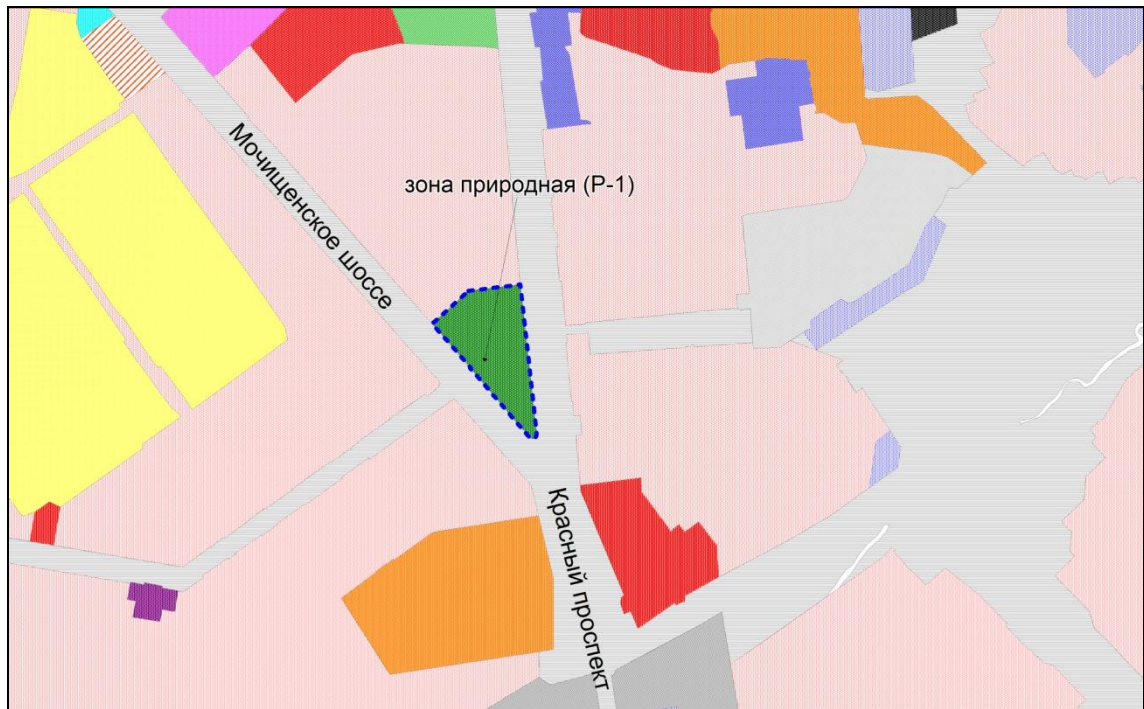 Мочищенское шоссе
зона природная (Р-1)
Красный проспект